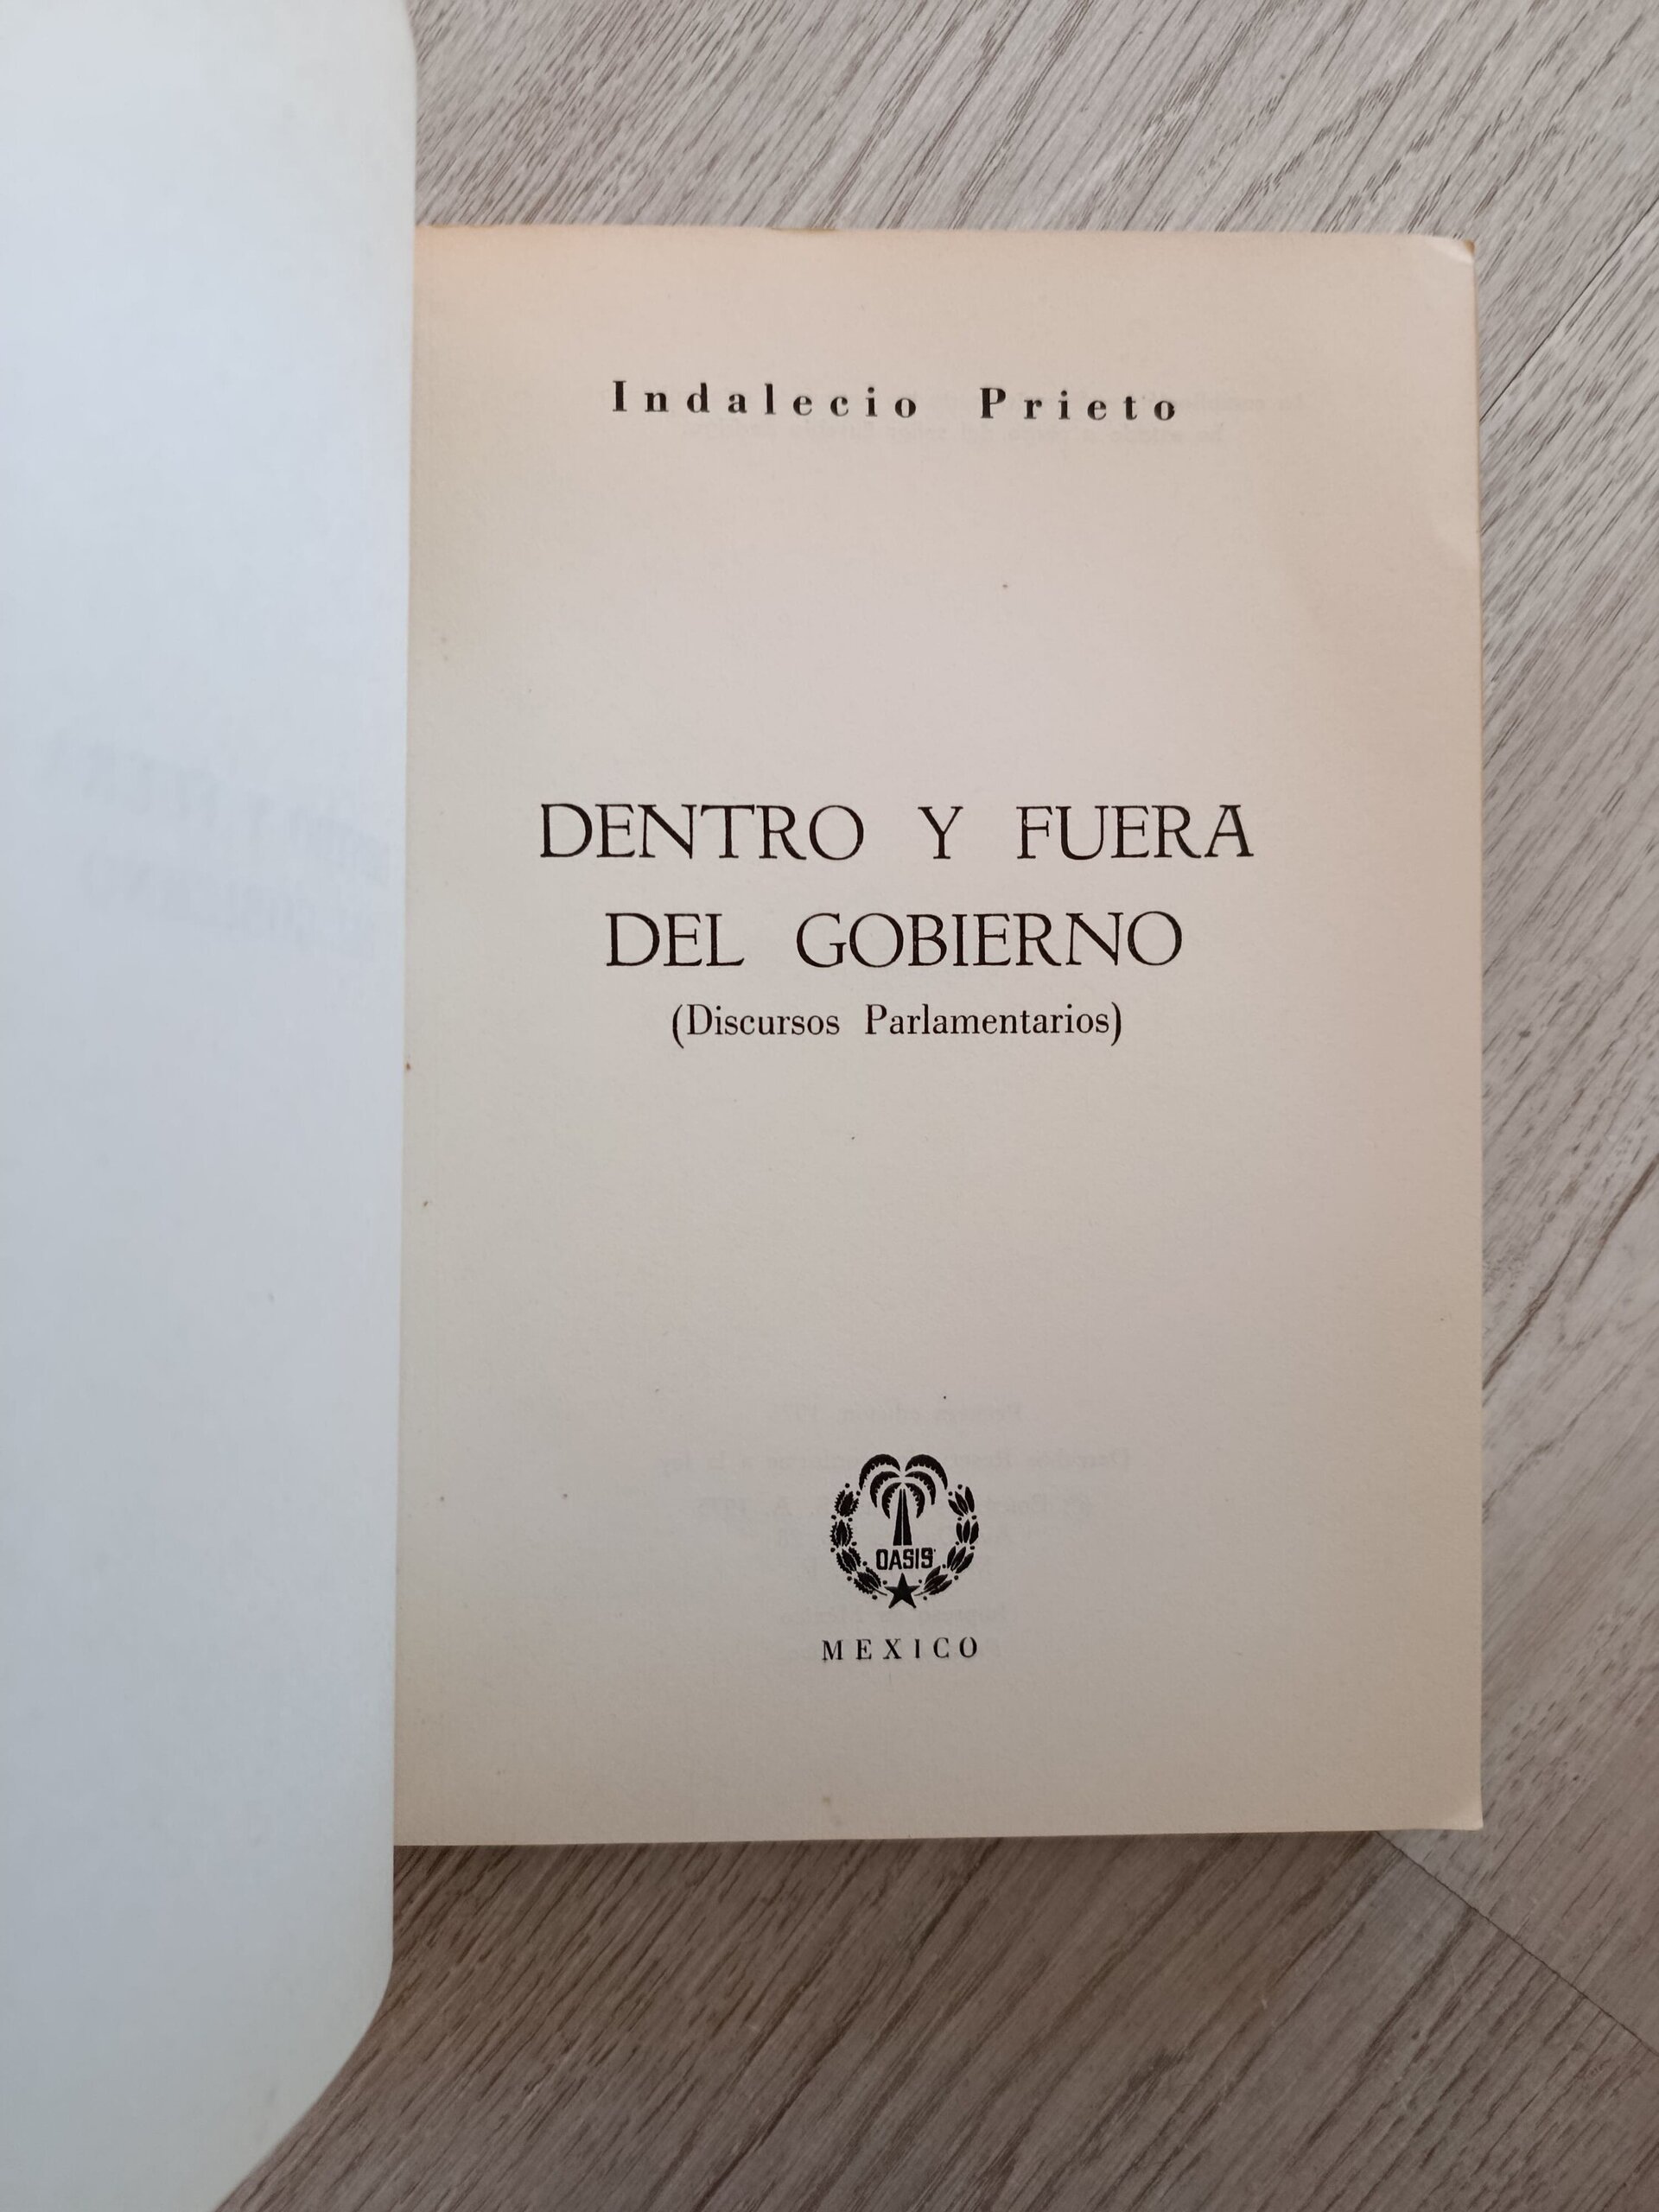 Indalecio Prieto
DENTRO Y FUERA
DEL GOBIERNO
(Discursos Parlamentarios)
OASIS
MEXICO